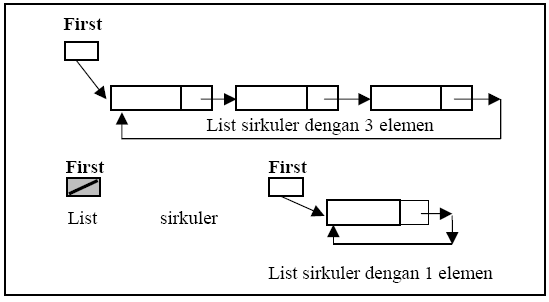 First
List sirkuler dengan 3 elemen
First
First
List sirkuler
List sirkuler dengan 1 elemen